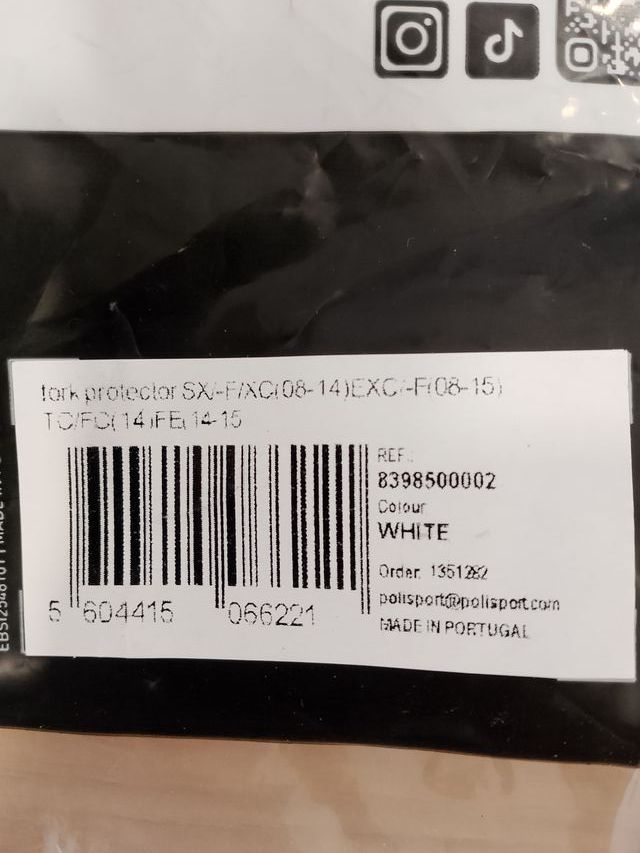 fork protector SX/-F/XC(08-14)EXC/-F(08-15)
TC/FC(14)FE(14-15
REF.:
8398500002
Colour
WHITE
Order: 1351282
polisport@polisport.com
MADE IN PORTUGAL
5 604415 066221